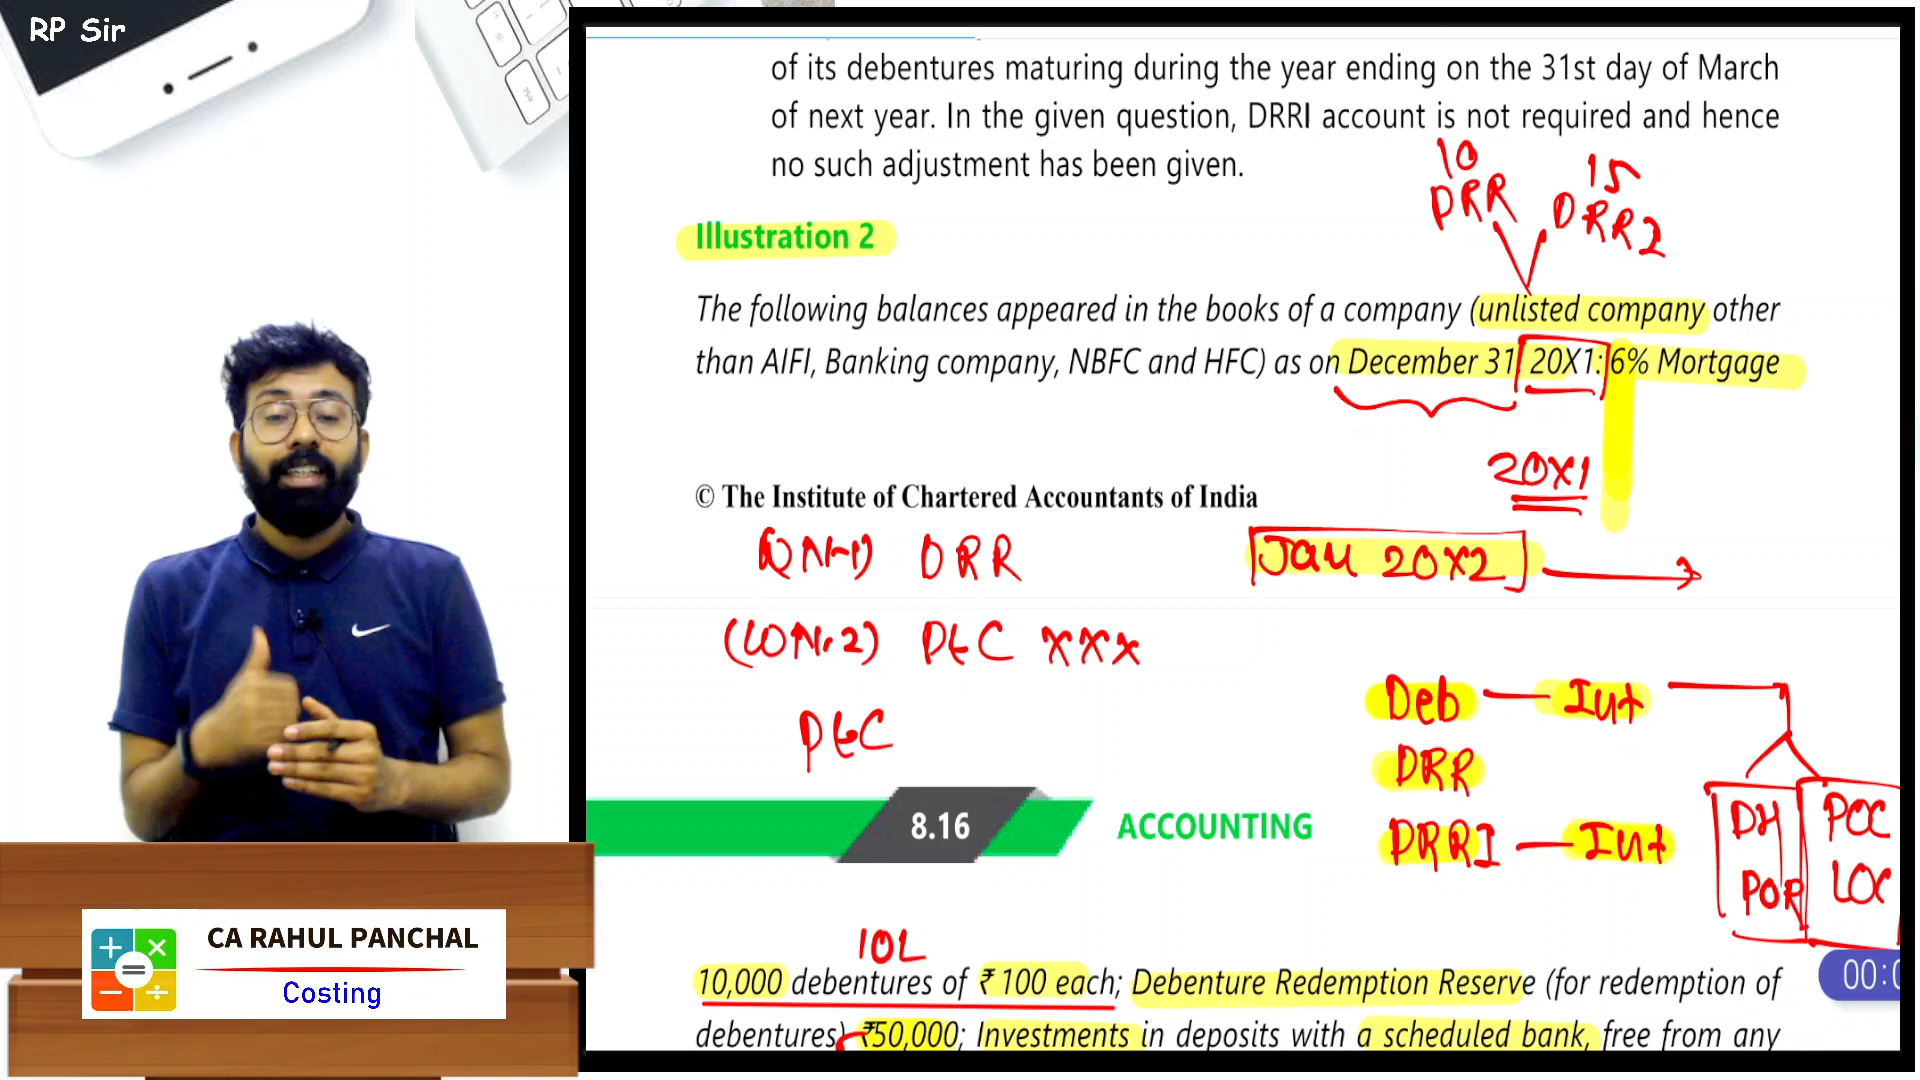 RP Sir
of its debentures maturing during the year ending on the 31st day of March
of next year. In the given question, DRRI account is not required and hence
no such adjustment has been given.
10 15
DRR DRRI
Illustration 2
The following balances appeared in the books of a company (unlisted company other
than AIFI, Banking company, NBFC and HFC) as on December 31, 20X1: 6% Mortgage
20X1
© The Institute of Chartered Accountants of India
DRR
Jan 20X2
P&C XXX
Deb — Int
P&C
DRR
8.16 ACCOUNTING
DRRI — Int
DH POC
POR LOC
CA RAHUL PANCHAL
Costing
10L
10,000 debentures of ₹ 100 each; Debenture Redemption Reserve (for redemption of
debentures) ₹50,000; Investments in deposits with a scheduled bank, free from any